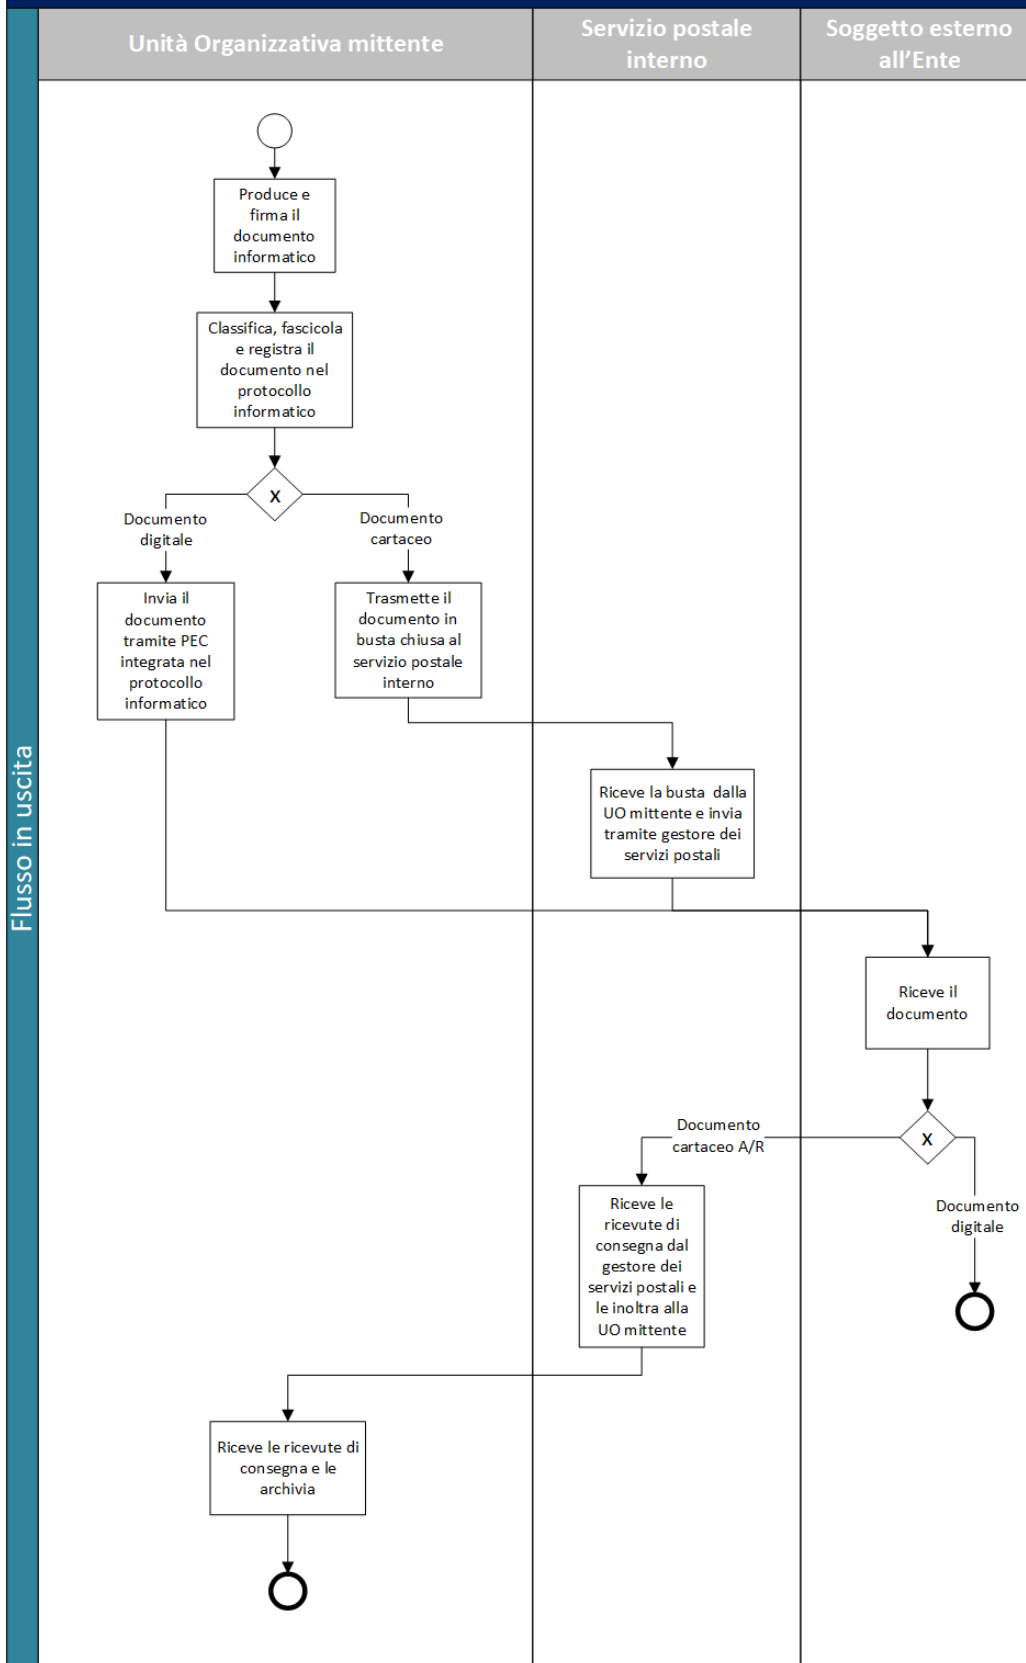 Unità Organizzativa mittente
Servizio postale
interno
Soggetto esterno
all'Ente
Flusso in uscita
Produce e
firma il
documento
informatico
Classifica, fascicola
e registra il
documento nel
protocollo
informatico
X
Documento
digitale
Documento
cartaceo
Invia il
documento
tramite PEC
integrata nel
protocollo
informatico
Trasmette il
documento in
busta chiusa al
servizio postale
interno
Riceve la busta dalla
UO mittente e invia
tramite gestore dei
servizi postali
Riceve il
documento
X
Documento
cartaceo A/R
Documento
digitale
Riceve le
ricevute di
consegna dal
gestore dei
servizi postali e
le inoltra alla
UO mittente
Riceve le ricevute di
consegna e le
archivia